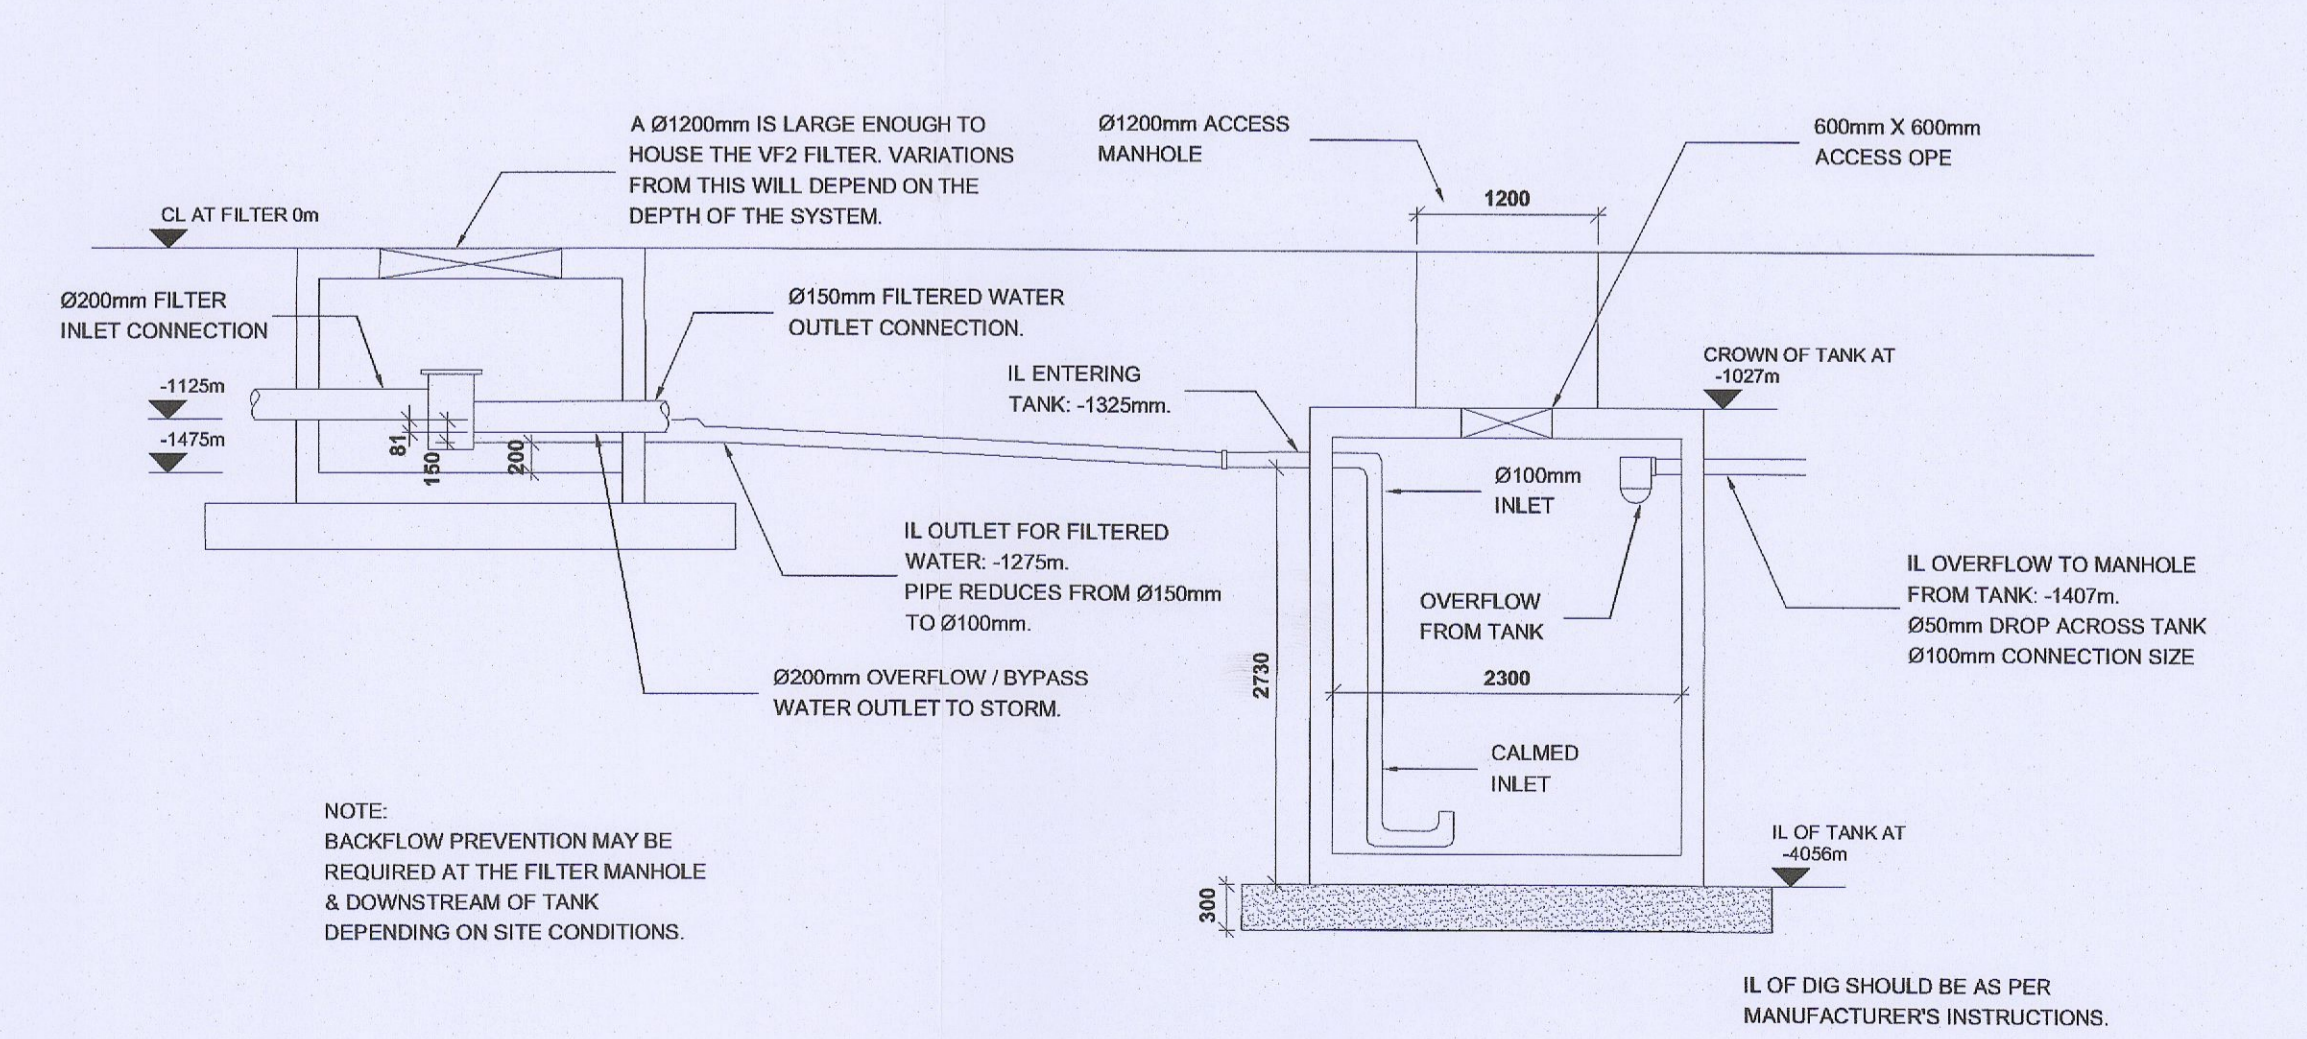 A Ø1200mm IS LARGE ENOUGH TO
HOUSE THE VF2 FILTER. VARIATIONS
FROM THIS WILL DEPEND ON THE
DEPTH OF THE SYSTEM.
Ø1200mm ACCESS
MANHOLE
600mm X 600mm
ACCESS OPE
1200
CL AT FILTER 0m
Ø200mm FILTER
INLET CONNECTION
Ø150mm FILTERED WATER
OUTLET CONNECTION.
-1125m
-1475m
81
150
200
IL ENTERING
TANK: -1325mm.
CROWN OF TANK AT
-1027m
Ø100mm
INLET
IL OUTLET FOR FILTERED
WATER: -1275m.
PIPE REDUCES FROM Ø150mm
TO Ø100mm.
OVERFLOW
FROM TANK
IL OVERFLOW TO MANHOLE
FROM TANK: -1407m.
Ø50mm DROP ACROSS TANK
Ø100mm CONNECTION SIZE
Ø200mm OVERFLOW / BYPASS
WATER OUTLET TO STORM.
2730
2300
CALMED
INLET
NOTE:
BACKFLOW PREVENTION MAY BE
REQUIRED AT THE FILTER MANHOLE
& DOWNSTREAM OF TANK
DEPENDING ON SITE CONDITIONS.
IL OF TANK AT
-4056m
300
IL OF DIG SHOULD BE AS PER
MANUFACTURER'S INSTRUCTIONS.